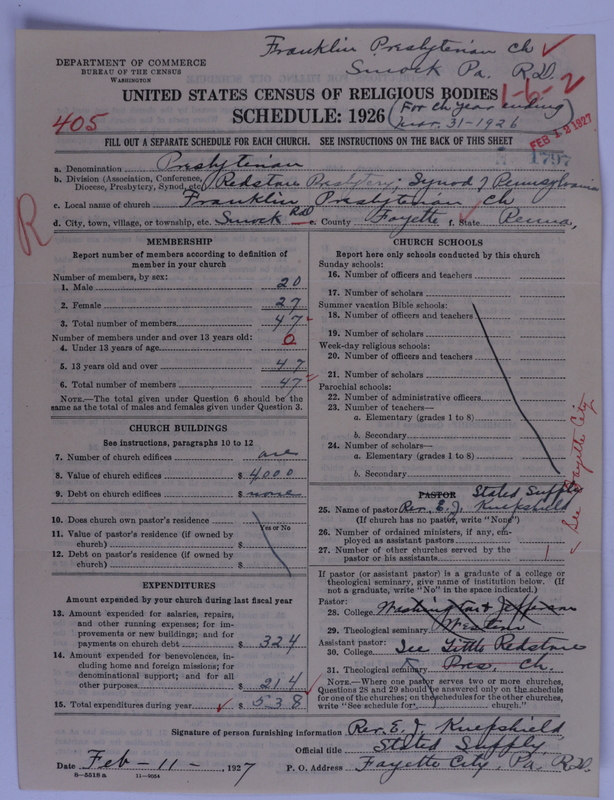 Franklin Presbyterian Ch
Smock Pa. R.D.
DEPARTMENT OF COMMERCE
BUREAU OF THE CENSUS
WASHINGTON
1-6-2
UNITED STATES CENSUS OF RELIGIOUS BODIES
SCHEDULE: 1926 (For Ch year ending
Mar. 31-1926
405
FEB 12 1927
FILL OUT A SEPARATE SCHEDULE FOR EACH CHURCH. SEE INSTRUCTIONS ON THE BACK OF THIS SHEET
1797
a. Denomination Presbyterian
b. Division (Association, Conference,
Diocese, Presbytery, Synod, etc.) Redstone Presbytery; Synod of Pennsylvania
c. Local name of church Franklin Presbyterian Ch
d. City, town, village, or township, etc. Smock RD e. County Fayette f. State Penna,
R
MEMBERSHIP
Report number of members according to definition of
member in your church
Number of members, by sex:
1. Male 20
2. Female 27
3. Total number of members 47
Number of members under and over 13 years old:
4. Under 13 years of age 0
5. 13 years old and over 47
6. Total number of members 47
NOTE.—The total given under Question 6 should be
the same as the total of males and females given under Question 3.
CHURCH BUILDINGS
See instructions, paragraphs 10 to 12
7. Number of church edifices one
8. Value of church edifices $ 4000
9. Debt on church edifices $ none
10. Does church own pastor's residence
Yes or No
11. Value of pastor's residence (if owned by
church) $
12. Debt on pastor's residence (if owned by
church) $
EXPENDITURES
Amount expended by your church during last fiscal year
13. Amount expended for salaries, repairs,
and other running expenses; for im-
provements or new buildings; and for
payments on church debt $ 324
14. Amount expended for benevolences, in-
cluding home and foreign missions; for
denominational support; and for all
other purposes $ 214
15. Total expenditures during year $ 538
CHURCH SCHOOLS
Report here only schools conducted by this church
Sunday schools:
16. Number of officers and teachers
17. Number of scholars
Summer vacation Bible schools:
18. Number of officers and teachers
19. Number of scholars
Week-day religious schools:
20. Number of officers and teachers
21. Number of scholars
Parochial schools:
22. Number of administrative officers
23. Number of teachers—
a. Elementary (grades 1 to 8)
b. Secondary
24. Number of scholars—
a. Elementary (grades 1 to 8)
b. Secondary
See Fayette City
PASTOR Stated Supply
25. Name of pastor Rev. E. J. Knepshield
(If church has no pastor, write "None")
26. Number of ordained ministers, if any, em-
ployed as assistant pastors
27. Number of other churches served by the
pastor or his assistants 1
If pastor (or assistant pastor) is a graduate of a college or
theological seminary, give name of institution below. (If
not a graduate, write "No" in the space indicated.)
Pastor:
28. College Washington & Jefferson
29. Theological seminary Western
Assistant pastor:
30. College See Little Redstone
31. Theological seminary Pres. Ch.
NOTE.—Where one pastor serves two or more churches,
Questions 28 and 29 should be answered only on the schedule
for one of the churches; on the schedules for the other churches,
write "See schedule for church."
Signature of person furnishing information Rev. E. J. Knepshield
Official title Stated Supply
Date Feb-11-, 1927 P. O. Address Fayette City, Pa. R.D.
8-5518a 11-9054